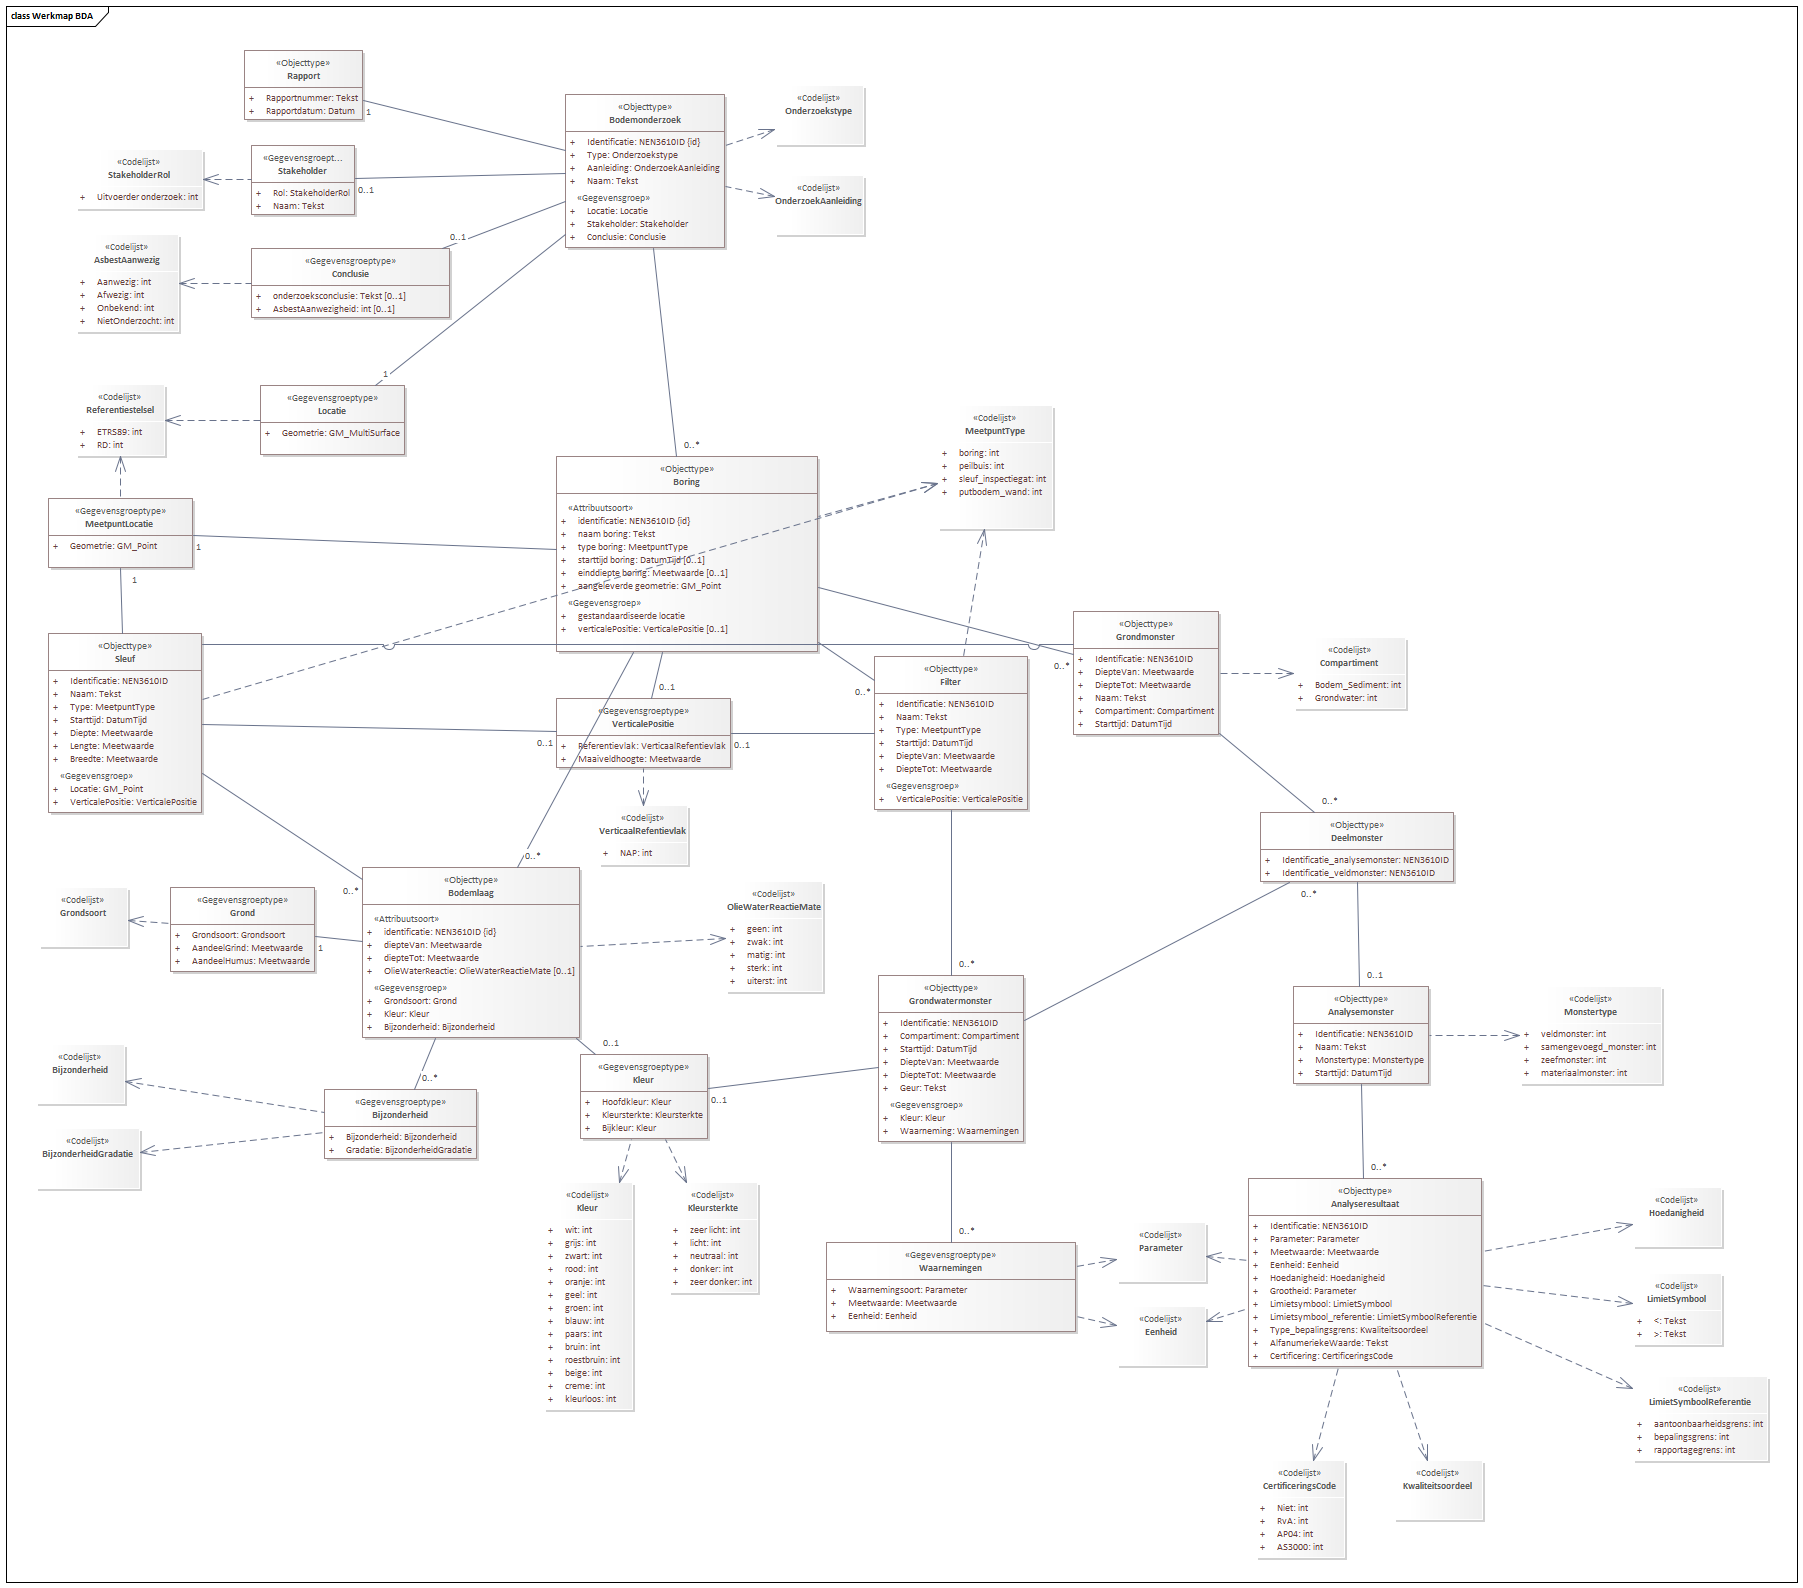 class Werkmap BDA
«Objecttype»
Rapport
+ Rapportnummer: Tekst
+ Rapportdatum: Datum
1
«Objecttype»
Bodemonderzoek
+ Identificatie: NEN3610ID {id}
+ Type: Onderzoekstype
+ Aanleiding: OnderzoekAanleiding
+ Naam: Tekst
«Gegevensgroep»
+ Locatie: Locatie
+ Stakeholder: Stakeholder
+ Conclusie: Conclusie
«Codelijst»
Onderzoekstype
«Codelijst»
OnderzoekAanleiding
«Codelijst»
StakeholderRol
+ Uitvoerder onderzoek: int
«Gegevensgroept...
Stakeholder
+ Rol: StakeholderRol
+ Naam: Tekst
0..1
«Codelijst»
AsbestAanwezig
+ Aanwezig: int
+ Afwezig: int
+ Onbekend: int
+ NietOnderzocht: int
0..1
«Gegevensgroeptype»
Conclusie
+ onderzoeksconclusie: Tekst [0..1]
+ AsbestAanwezigheid: int [0..1]
1
«Codelijst»
Referentiestelsel
+ ETRS89: int
+ RD: int
«Gegevensgroeptype»
Locatie
+ Geometrie: GM_MultiSurface
«Codelijst»
MeetpuntType
+ boring: int
+ peilbuis: int
+ sleuf_inspectiegat: int
+ putbodem_wand: int
0..*
«Objecttype»
Boring
«Attribuutsoort»
+ identificatie: NEN3610ID {id}
+ naam boring: Tekst
+ type boring: MeetpuntType
+ starttijd boring: DatumTijd [0..1]
+ einddiepte boring: Meetwaarde [0..1]
+ aangeleverde geometrie: GM_Point
«Gegevensgroep»
+ gestandaardiseerde locatie
+ verticalePositie: VerticalePositie [0..1]
«Gegevensgroeptype»
MeetpuntLocatie
+ Geometrie: GM_Point
1
1
«Objecttype»
Sleuf
+ Identificatie: NEN3610ID
+ Naam: Tekst
+ Type: MeetpuntType
+ Starttijd: DatumTijd
+ Diepte: Meetwaarde
+ Lengte: Meetwaarde
+ Breedte: Meetwaarde
«Gegevensgroep»
+ Locatie: GM_Point
+ VerticalePositie: VerticalePositie
«Objecttype»
Grondmonster
+ Identificatie: NEN3610ID
+ DiepteVan: Meetwaarde
+ DiepteTot: Meetwaarde
+ Naam: Tekst
+ Compartiment: Compartiment
+ Starttijd: DatumTijd
0..*
«Codelijst»
Compartiment
+ Bodem_Sediment: int
+ Grondwater: int
«Objecttype»
Filter
+ Identificatie: NEN3610ID
+ Naam: Tekst
+ Type: MeetpuntType
+ Starttijd: DatumTijd
+ DiepteVan: Meetwaarde
+ DiepteTot: Meetwaarde
«Gegevensgroep»
+ VerticalePositie: VerticalePositie
0..*
0..1
«Gegevensgroeptype»
VerticalePositie
+ Referentievlak: VerticaalRefentievlak
+ Maaiveldhoogte: Meetwaarde
0..1
0..1
«Codelijst»
VerticaalRefentievlak
+ NAP: int
0..*
«Objecttype»
Deelmonster
+ Identificatie_analysemonster: NEN3610ID
+ Identificatie_veldmonster: NEN3610ID
0..*
0..*
0..*
«Objecttype»
Bodemlaag
«Attribuutsoort»
+ identificatie: NEN3610ID {id}
+ diepteVan: Meetwaarde
+ diepteTot: Meetwaarde
+ OlieWaterReactie: OlieWaterReactieMate [0..1]
«Gegevensgroep»
+ Grondsoort: Grond
+ Kleur: Kleur
+ Bijzonderheid: Bijzonderheid
«Codelijst»
Grondsoort
«Gegevensgroeptype»
Grond
+ Grondsoort: Grondsoort
+ AandeelGrind: Meetwaarde
+ AandeelHumus: Meetwaarde
1
«Codelijst»
OlieWaterReactieMate
+ geen: int
+ zwak: int
+ matig: int
+ sterk: int
+ uiterst: int
0..*
«Objecttype»
Grondwatermonster
+ Identificatie: NEN3610ID
+ Compartiment: Compartiment
+ Starttijd: DatumTijd
+ DiepteVan: Meetwaarde
+ DiepteTot: Meetwaarde
+ Geur: Tekst
«Gegevensgroep»
+ Kleur: Kleur
+ Waarneming: Waarnemingen
0..1
«Objecttype»
Analysemonster
+ Identificatie: NEN3610ID
+ Naam: Tekst
+ Monstertype: Monstertype
+ Starttijd: DatumTijd
«Codelijst»
Monstertype
+ veldmonster: int
+ samengevoegd_monster: int
+ zeefmonster: int
+ materiaalmonster: int
«Codelijst»
Bijzonderheid
«Codelijst»
BijzonderheidGradatie
0..*
«Gegevensgroeptype»
Bijzonderheid
+ Bijzonderheid: Bijzonderheid
+ Gradatie: BijzonderheidGradatie
0..1
«Gegevensgroeptype»
Kleur
+ Hoofdkleur: Kleur
+ Kleursterkte: Kleursterkte
+ Bijkleur: Kleur
0..1
«Codelijst»
Kleur
+ wit: int
+ grijs: int
+ zwart: int
+ rood: int
+ oranje: int
+ geel: int
+ groen: int
+ blauw: int
+ paars: int
+ bruin: int
+ roestbruin: int
+ beige: int
+ creme: int
+ kleurloos: int
«Codelijst»
Kleursterkte
+ zeer licht: int
+ licht: int
+ neutraal: int
+ donker: int
+ zeer donker: int
0..*
«Gegevensgroeptype»
Waarnemingen
+ Waarnemingsoort: Parameter
+ Meetwaarde: Meetwaarde
+ Eenheid: Eenheid
«Codelijst»
Parameter
«Codelijst»
Eenheid
0..*
«Objecttype»
Analyseresultaat
+ Identificatie: NEN3610ID
+ Parameter: Parameter
+ Meetwaarde: Meetwaarde
+ Eenheid: Eenheid
+ Hoedanigheid: Hoedanigheid
+ Grootheid: Parameter
+ Limietsymbool: LimietSymbool
+ Limietsymbool_referentie: LimietSymboolReferentie
+ Type_bepalingsgrens: Kwaliteitsoordeel
+ AlfanumeriekeWaarde: Tekst
+ Certificering: CertificeringsCode
«Codelijst»
Hoedanigheid
«Codelijst»
LimietSymbool
+ <: Tekst
+ >: Tekst
«Codelijst»
LimietSymboolReferentie
+ aantoonbaarheidsgrens: int
+ bepalingsgrens: int
+ rapportagegrens: int
«Codelijst»
CertificeringsCode
+ Niet: int
+ RvA: int
+ AP04: int
+ AS3000: int
«Codelijst»
Kwaliteitsoordeel